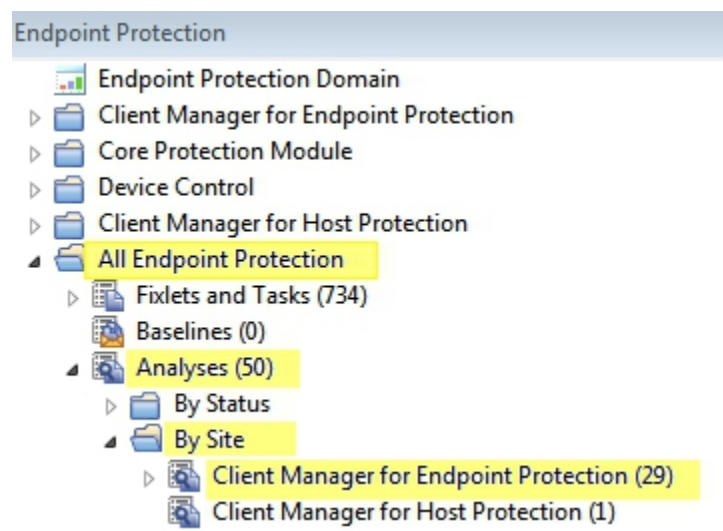 Endpoint Protection
Endpoint Protection Domain
Client Manager for Endpoint Protection
Core Protection Module
Device Control
Client Manager for Host Protection
All Endpoint Protection
Fixlets and Tasks (734)
Baselines (0)
Analyses (50)
By Status
By Site
Client Manager for Endpoint Protection (29)
Client Manager for Host Protection (1)